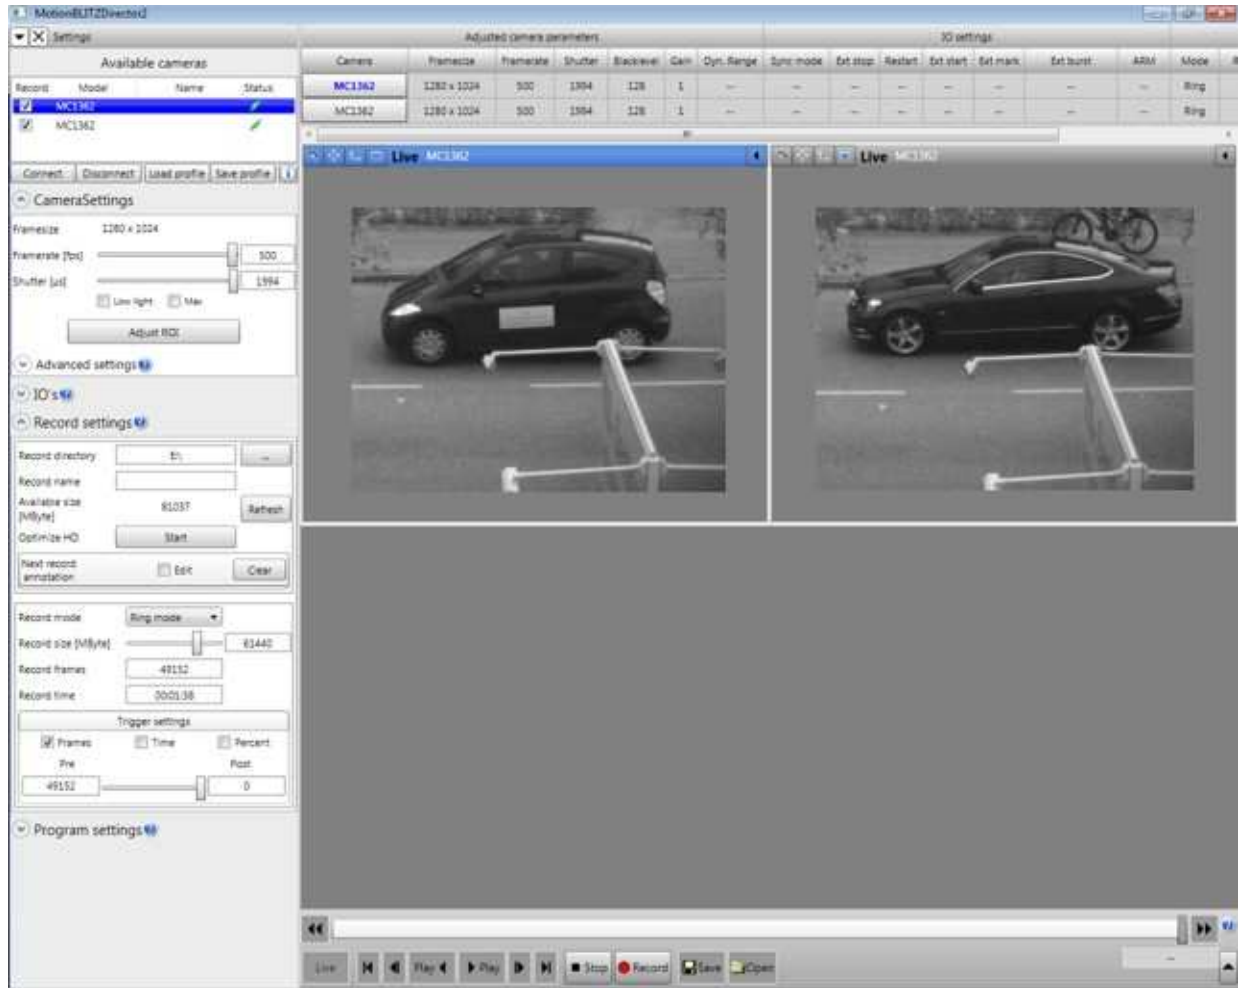 MotionBLITZDirector2
Settings
Available cameras
Record Model Name Status
MC1362
MC1362
Connect Disconnect Load profile Save profile i
CameraSettings
Framesize 1280 x 1024
Framerate [fps] 500
Shutter [µs] 1994
Low light Max
Adjust ROI
Advanced settings
IO's
Record settings
Record directory E:\ ...
Record name
Available size [MByte] 81037 Refresh
Optimize HD Start
Next record annotation Edit Clear
Record mode Ring mode
Record size [MByte] 61440
Record frames 49152
Record time 00:01:38
Trigger settings
Frames Time Percent
Pre Post
49152 0
Program settings
Adjusted camera parameters IO settings
Camera Framesize Framerate Shutter Blacklevel Gain Dyn. Range Sync mode Ext stop Restart Ext start Ext mark Ext burst ARM Mode R
MC1362 1280 x 1024 500 1994 128 1 -- -- -- -- -- -- -- -- Ring
MC1362 1280 x 1024 500 1994 128 1 -- -- -- -- -- -- -- -- Ring
Live MC1362
Live MC1362
Live Play Play Stop Record Save Open --